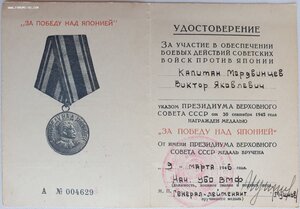 „ЗА ПОБЕДУ НАД ЯПОНИЕЙ"
А № 004629
УДОСТОВЕРЕНИЕ
ЗА УЧАСТИЕ В ОБЕСПЕЧЕНИИ
БОЕВЫХ ДЕЙСТВИЙ СОВЕТСКИХ
ВОЙСК ПРОТИВ ЯПОНИИ
Капитан Мордвинцев
Виктор Яковлевич
УКАЗОМ ПРЕЗИДИУМА ВЕРХОВНОГО
СОВЕТА СССР от 30 сентября 1945 года
НАГРАЖДЕН МЕДАЛЬЮ
„ЗА ПОБЕДУ НАД ЯПОНИЕЙ"
ОТ ИМЕНИ ПРЕЗИДИУМА ВЕРХОВНОГО
СОВЕТА СССР МЕДАЛЬ ВРУЧЕНА
9 марта 1946 года
Нач. УБО ВМФ
Генерал-лейтенант